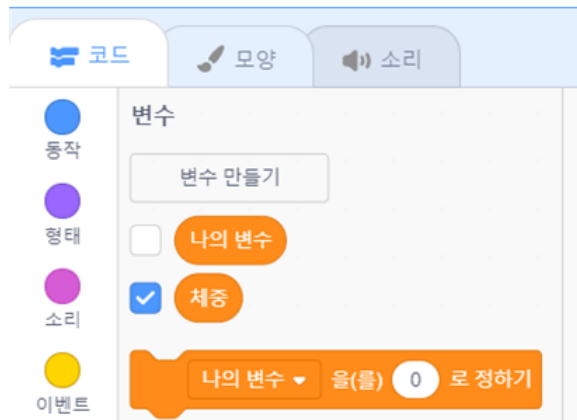 코드
모양
소리
변수
동작
변수 만들기
나의 변수
형태
체중
소리
나의 변수 을(를) 0 로 정하기
이벤트